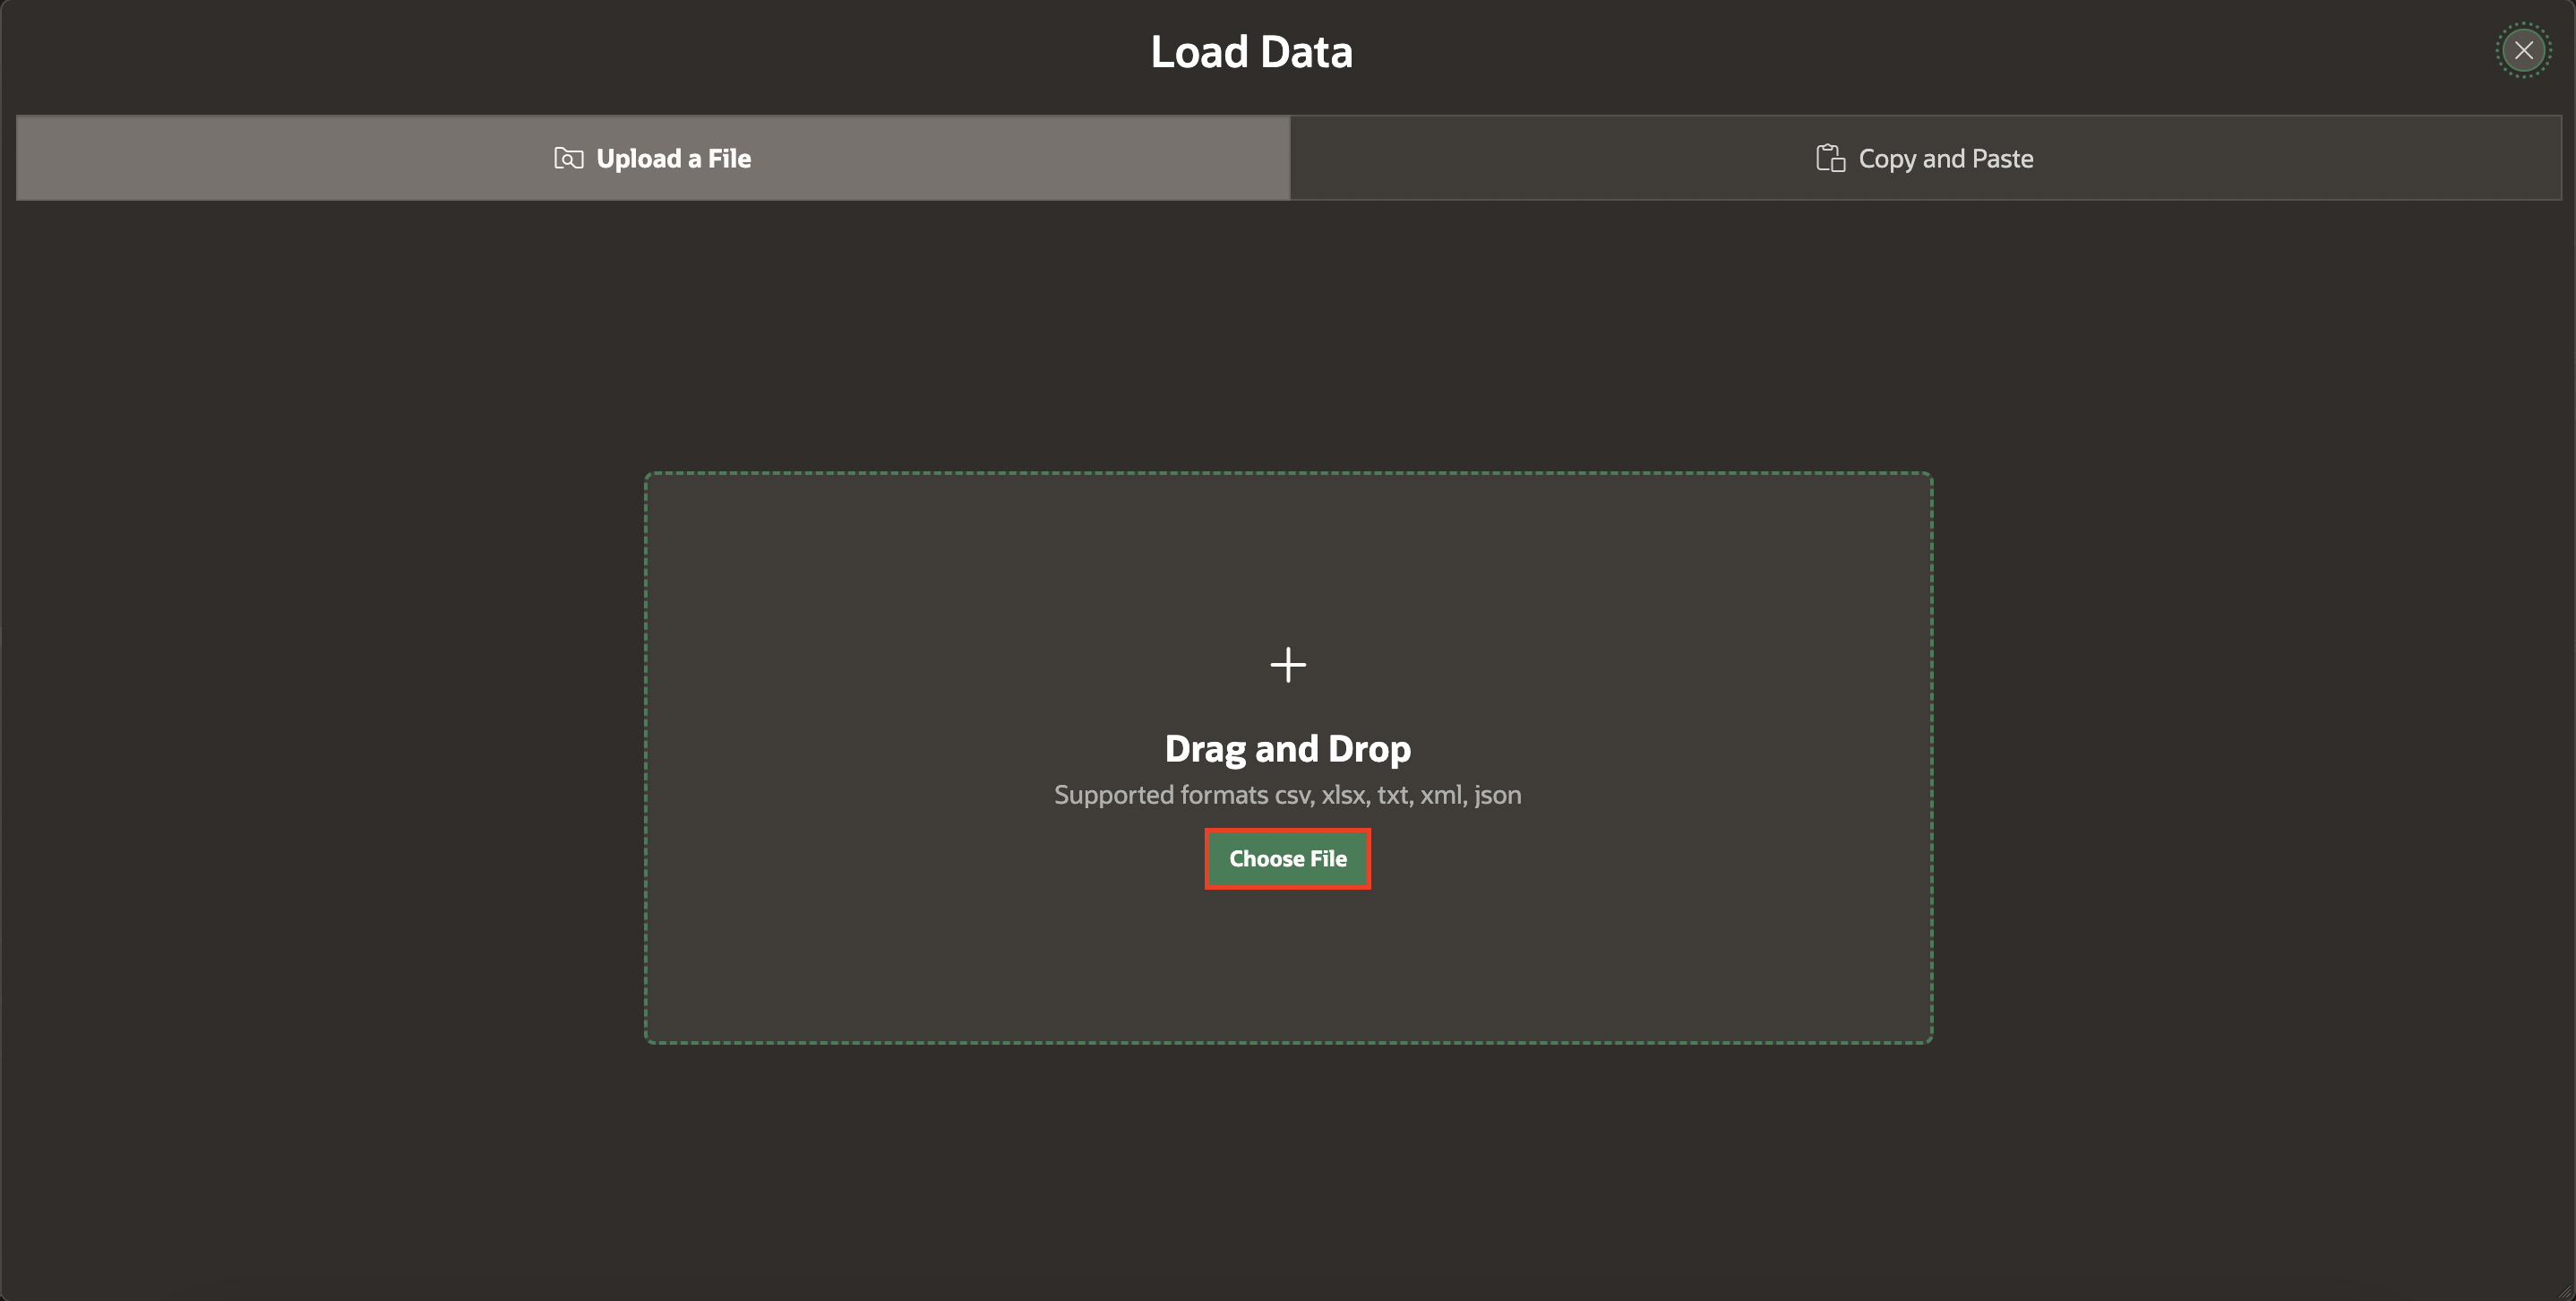 Load Data
Upload a File
Copy and Paste
Drag and Drop
Supported formats csv, xlsx, txt, xml, json
Choose File